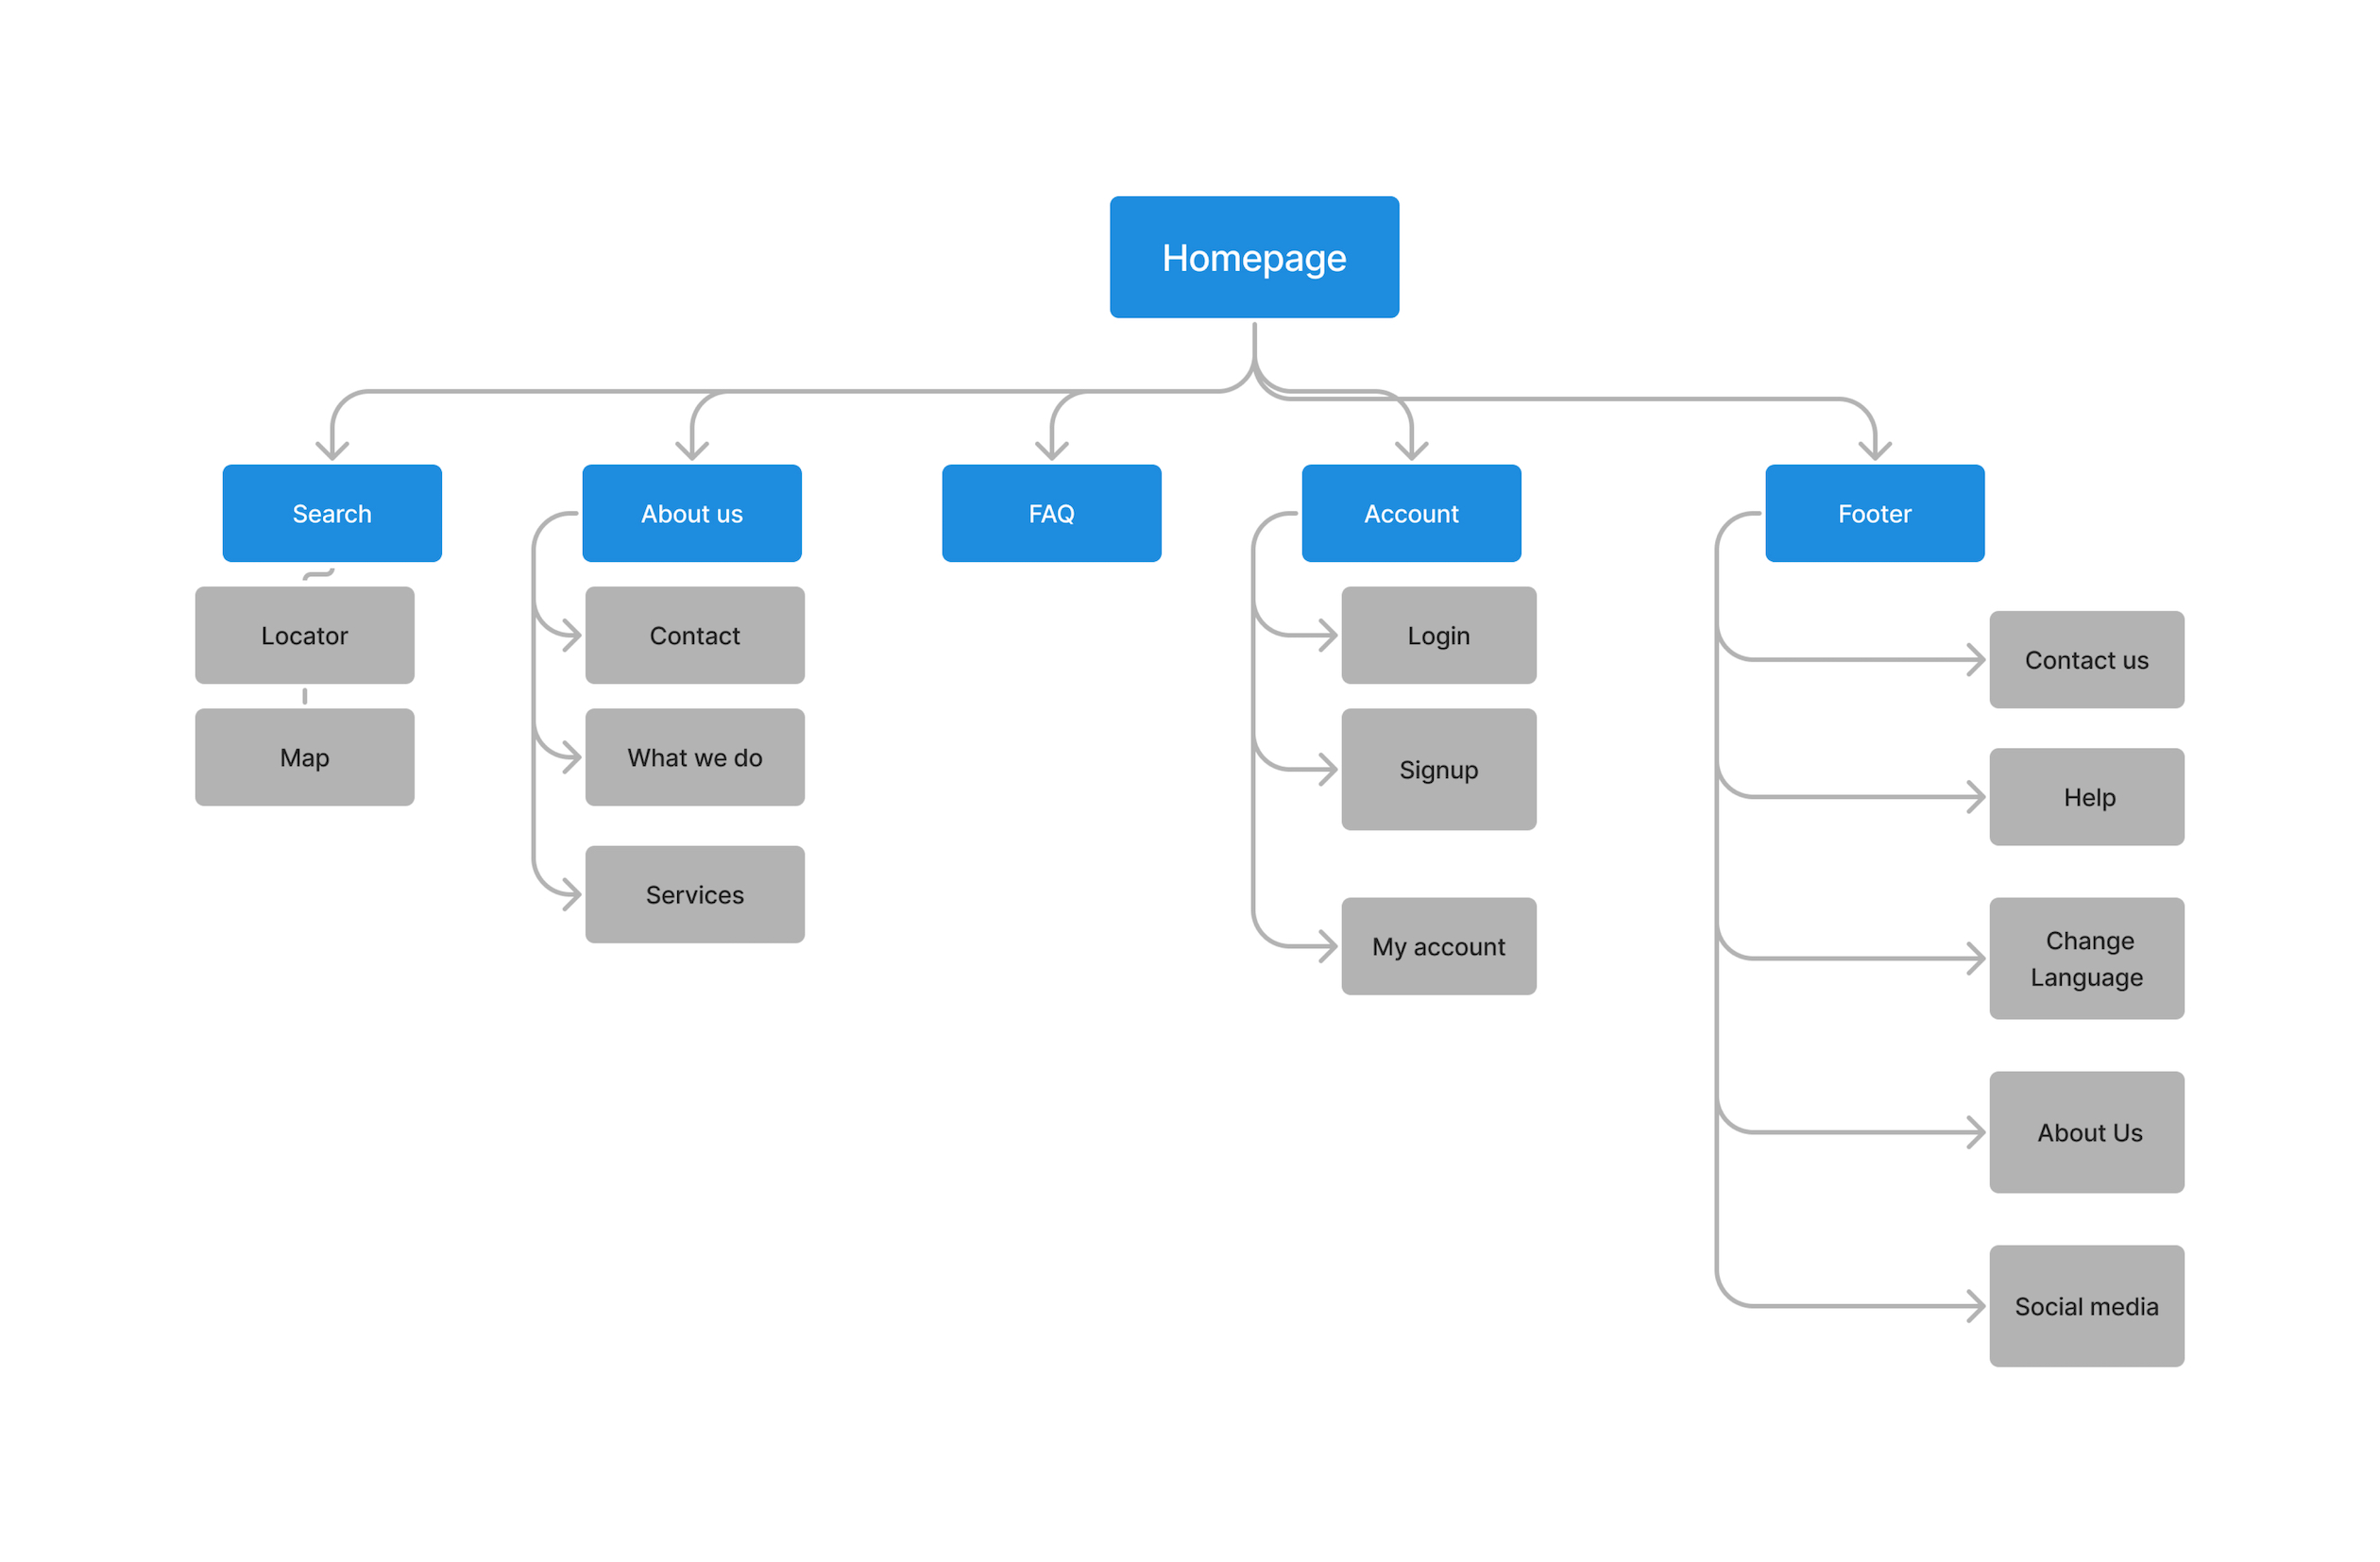 Homepage
Search
About us
FAQ
Account
Footer
Locator
Map
Contact
What we do
Services
Login
Signup
My account
Contact us
Help
Change
Language
About Us
Social media